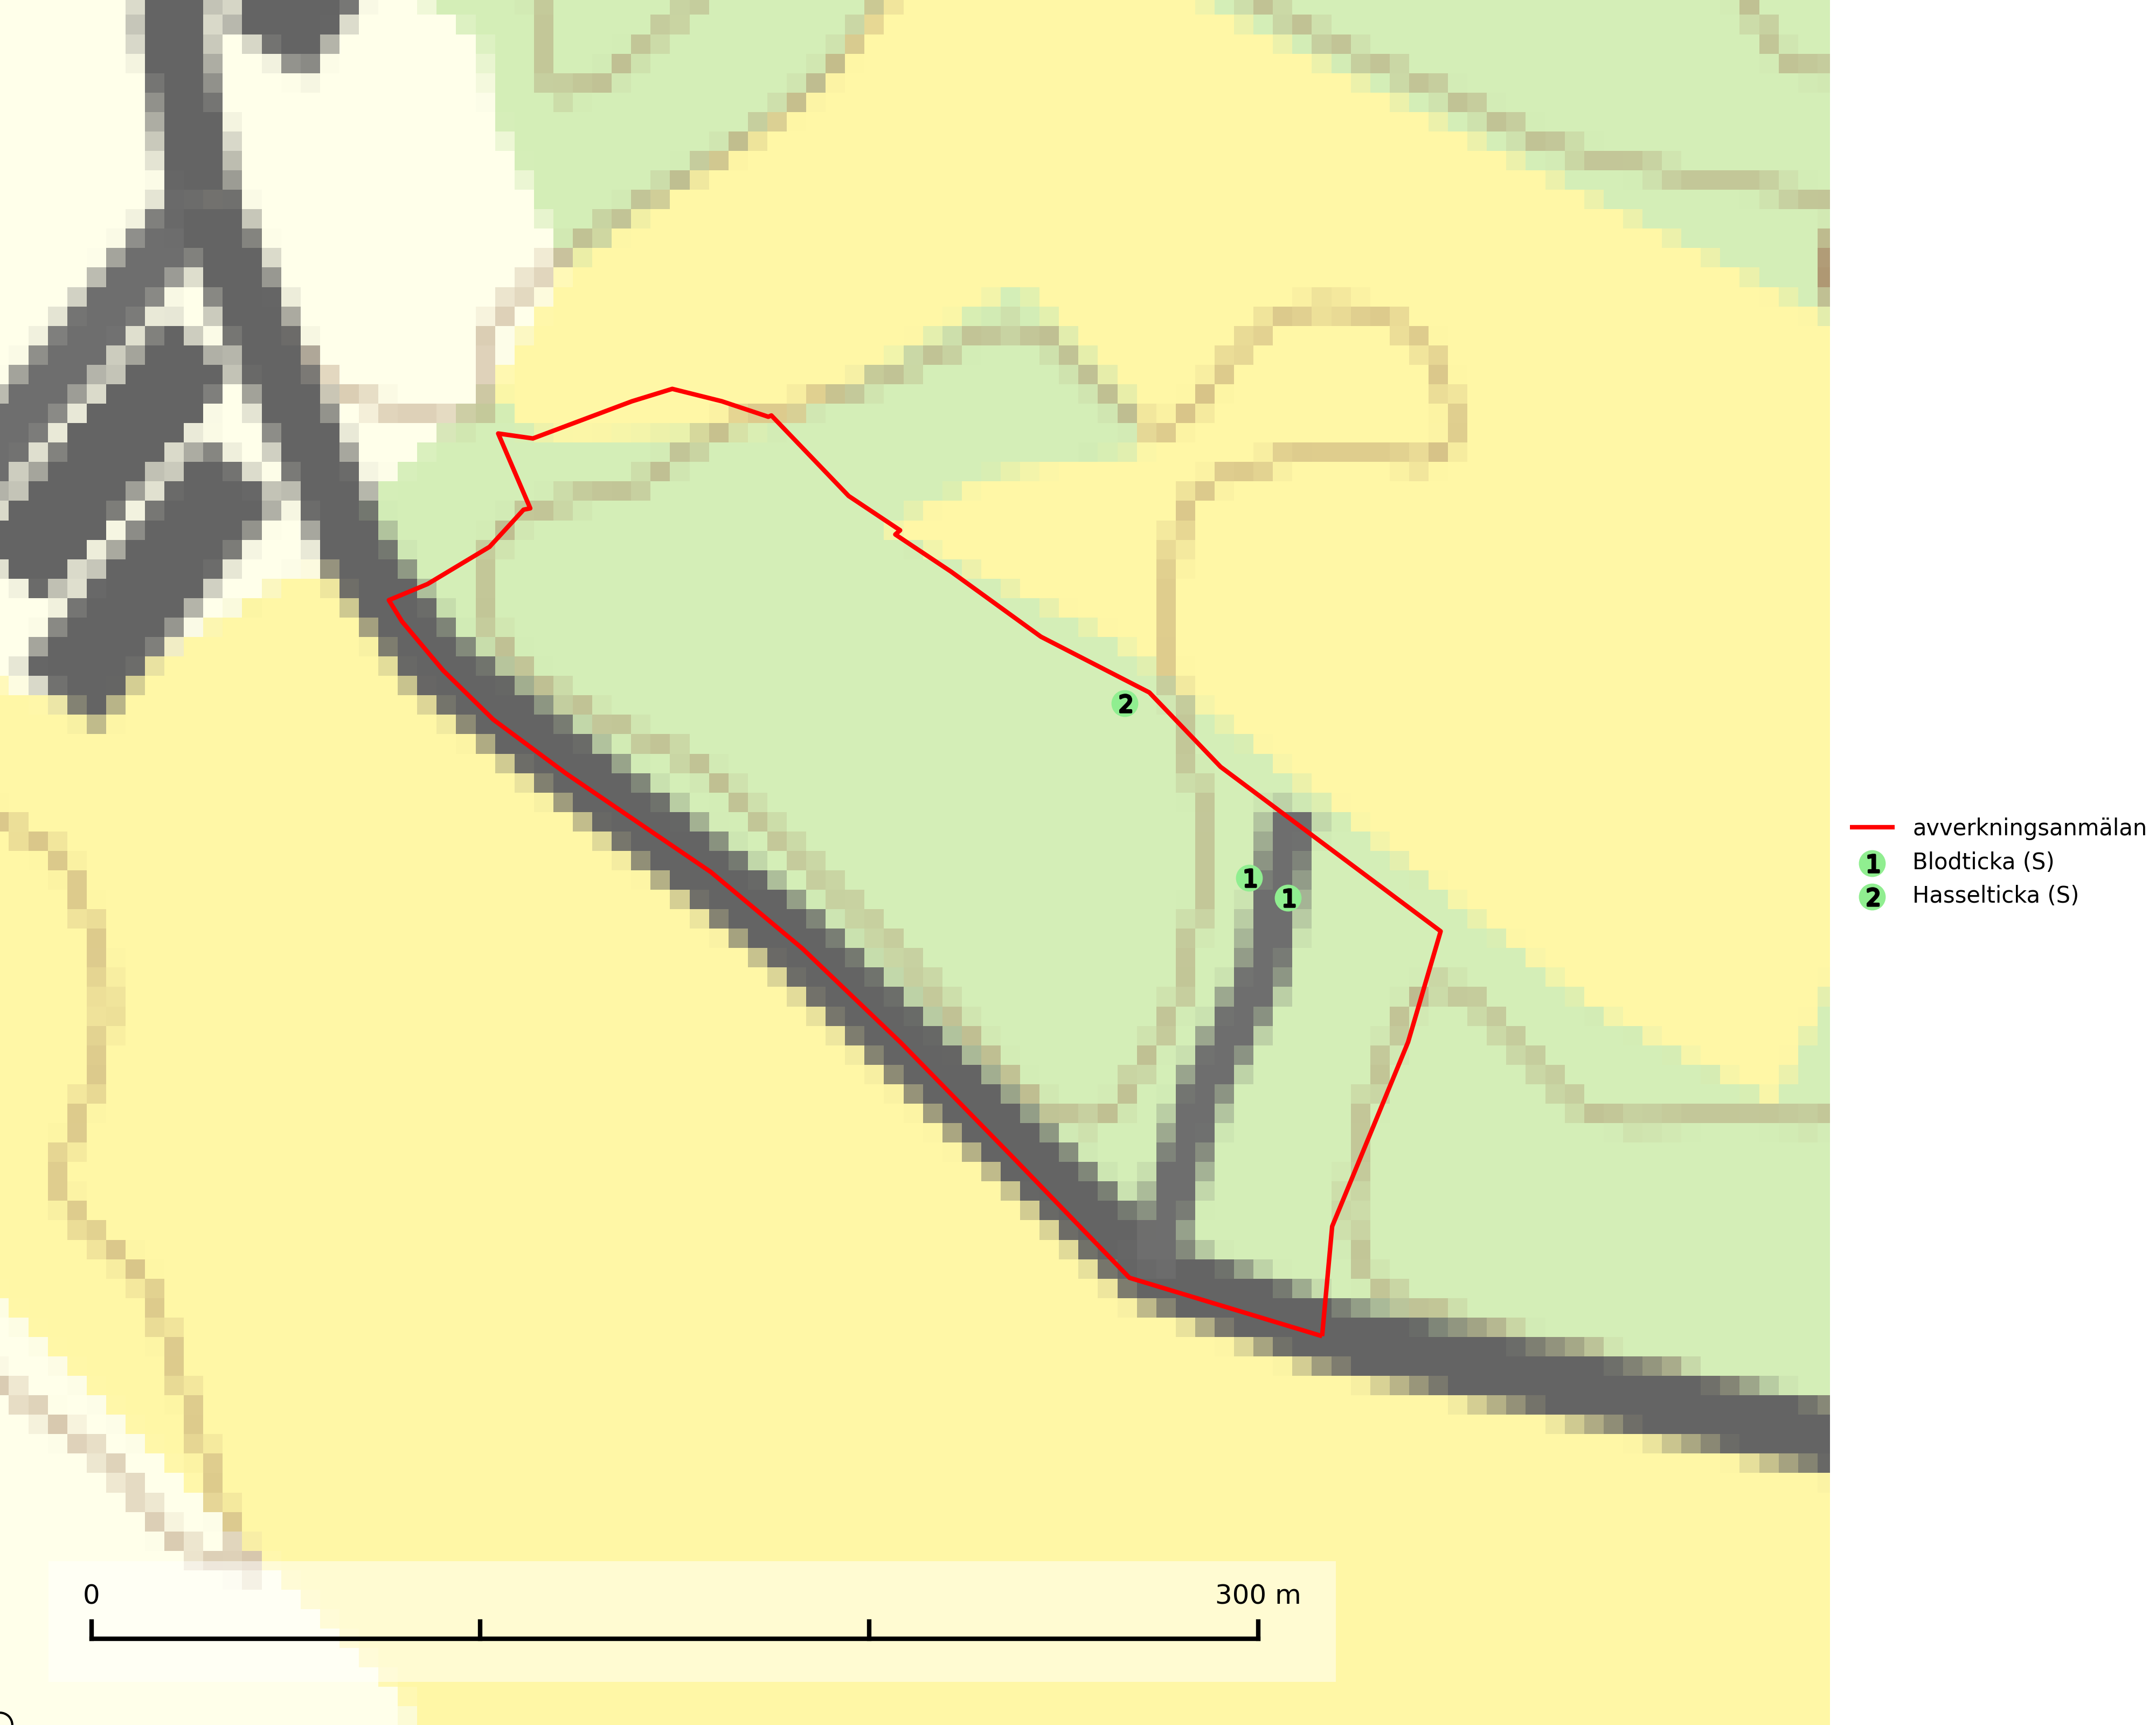 2
1
1
avverkningsanmälan
1 Blodticka (S)
2 Hasselticka (S)
0 300 m